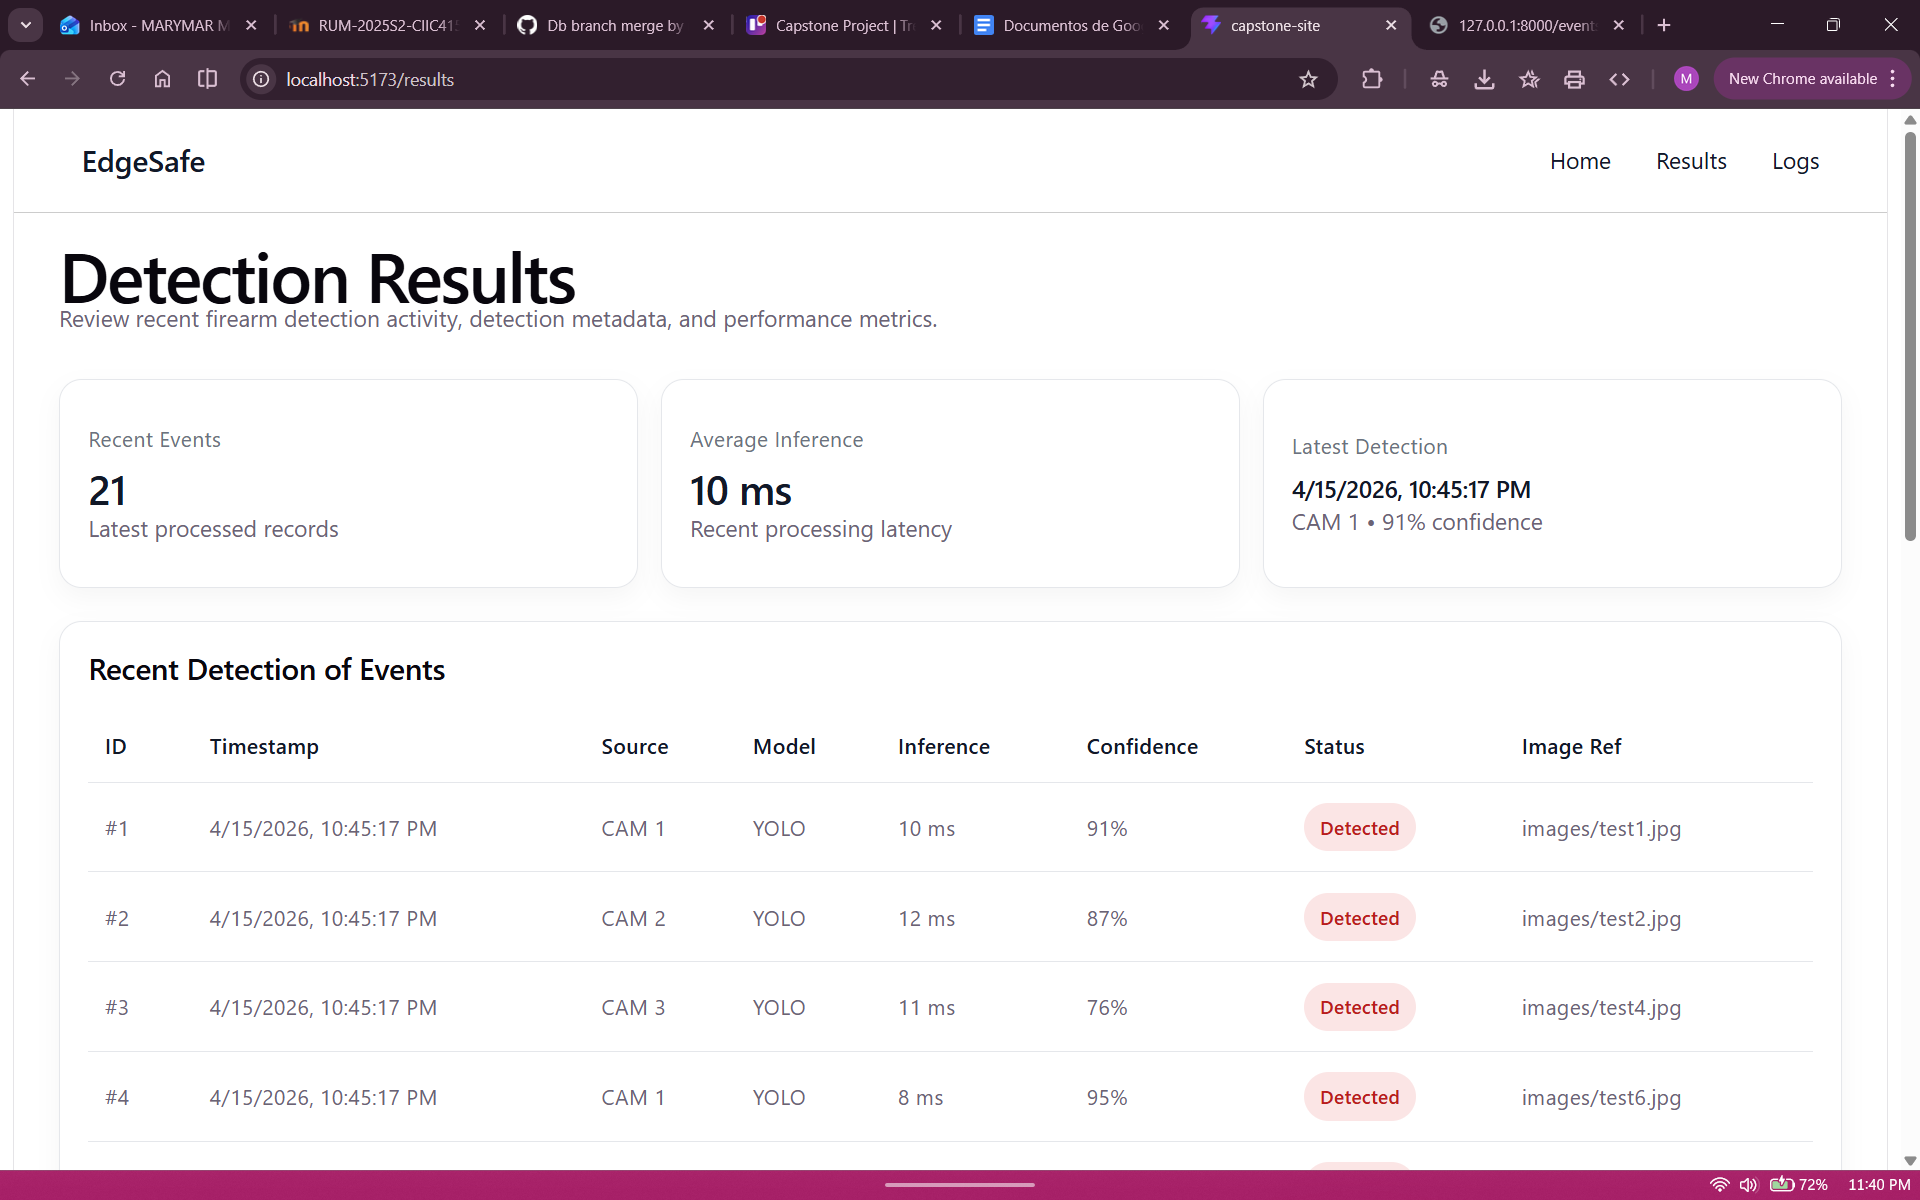 Inbox - MARYMAR M
RUM-2025S2-CIIC41
Db branch merge by
Capstone Project | Tr
Documentos de Goo
capstone-site
127.0.0.1:8000/event
localhost:5173/results
M
New Chrome available
EdgeSafe
Home
Results
Logs
Detection Results
Review recent firearm detection activity, detection metadata, and performance metrics.
Recent Events
21
Latest processed records
Average Inference
10 ms
Recent processing latency
Latest Detection
4/15/2026, 10:45:17 PM
CAM 1 • 91% confidence
Recent Detection of Events
ID Timestamp Source Model Inference Confidence Status Image Ref
#1 4/15/2026, 10:45:17 PM CAM 1 YOLO 10 ms 91% Detected images/test1.jpg
#2 4/15/2026, 10:45:17 PM CAM 2 YOLO 12 ms 87% Detected images/test2.jpg
#3 4/15/2026, 10:45:17 PM CAM 3 YOLO 11 ms 76% Detected images/test4.jpg
#4 4/15/2026, 10:45:17 PM CAM 1 YOLO 8 ms 95% Detected images/test6.jpg
72% 11:40 PM